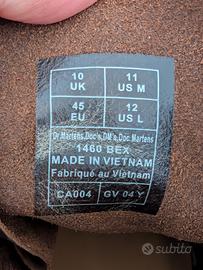 10 UK 11 US M
45 EU 12 US L
Dr.Martens.Doc's.DM's.Doc Martens
1460 BEX
MADE IN VIETNAM
Fabriqué au Vietnam
CA004 GV 04 Y
subito